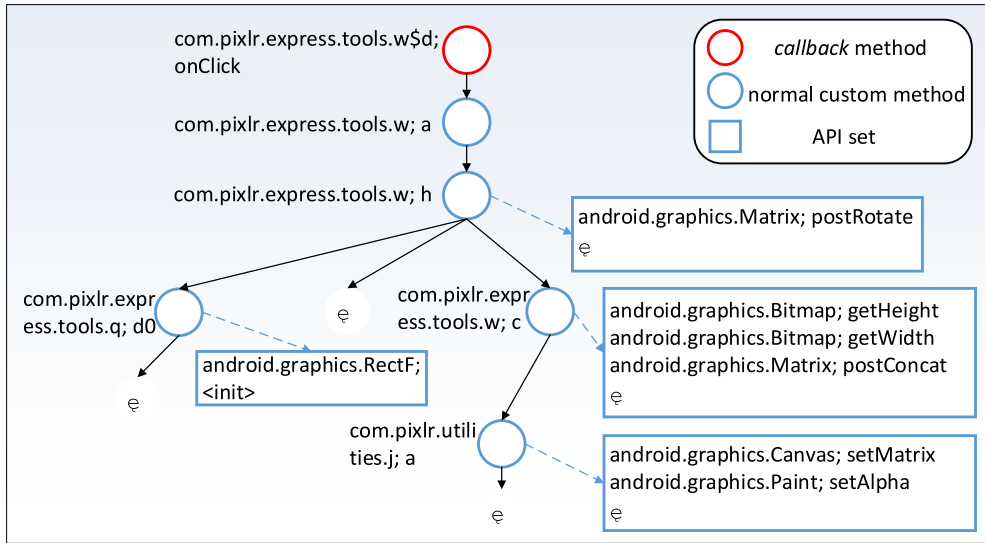 com.pixlr.express.tools.w$d;
onClick
com.pixlr.express.tools.w; a
com.pixlr.express.tools.w; h
callback method
normal custom method
API set
android.graphics.Matrix; postRotate
ę
com.pixlr.expr
ess.tools.q; d0
ę
com.pixlr.expr
ess.tools.w; c
android.graphics.Bitmap; getHeight
android.graphics.Bitmap; getWidth
android.graphics.Matrix; postConcat
ę
android.graphics.RectF;
<init>
ę
com.pixlr.utili
ties.j; a
android.graphics.Canvas; setMatrix
android.graphics.Paint; setAlpha
ę
ę